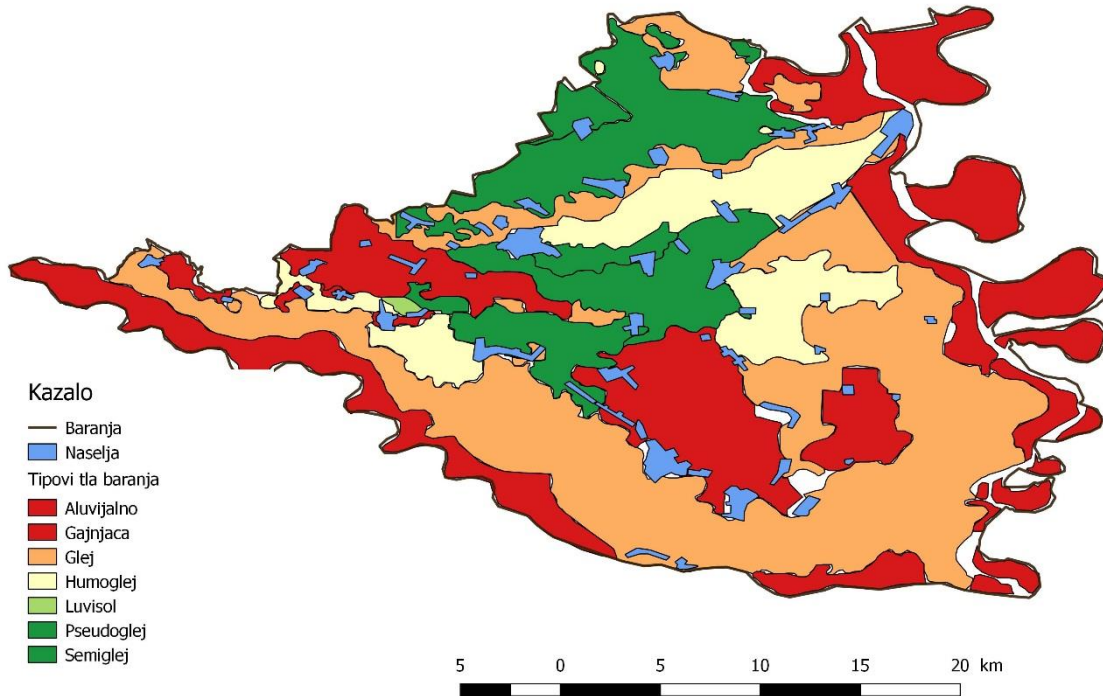 Kazalo
Baranja
Naselja
Tipovi tla baranja
Aluvijalno
Gajnjaca
Glej
Humoglej
Luvisol
Pseudoglej
Semiglej
5 0 5 10 15 20 km